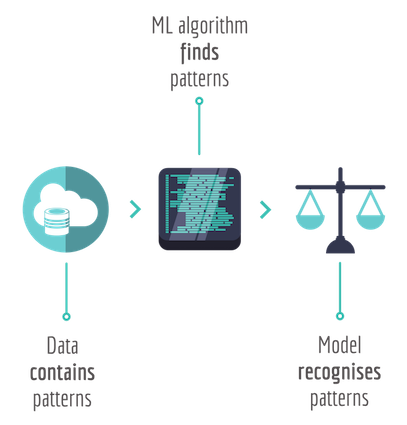 ML algorithm
finds
patterns
Data
contains
patterns
Model
recognises
patterns